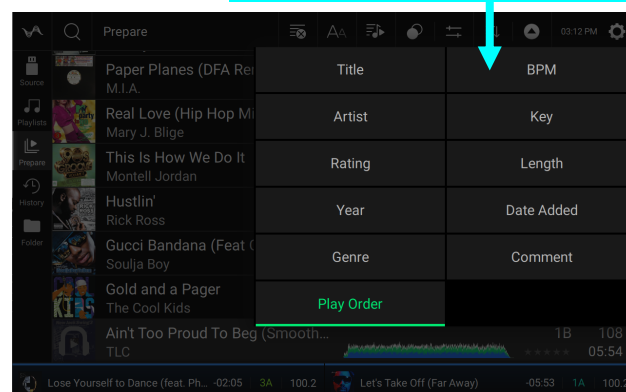 Prepare
03:12 PM
Source
Playlists
Prepare
History
Folder
Paper Planes (DFA Re
M.I.A.
Real Love (Hip Hop Mi
Mary J. Blige
This Is How We Do It
Montell Jordan
Hustlin'
Rick Ross
Gucci Bandana (Feat
Soulja Boy
Gold and a Pager
The Cool Kids
Ain't Too Proud To Beg (Smooth...
TLC
1B 108
05:54
Title BPM
Artist Key
Rating Length
Year Date Added
Genre Comment
Play Order
Lose Yourself to Dance (feat. Ph... -02:05 3A 100.2
Let's Take Off (Far Away) -05:53 1A 100.2